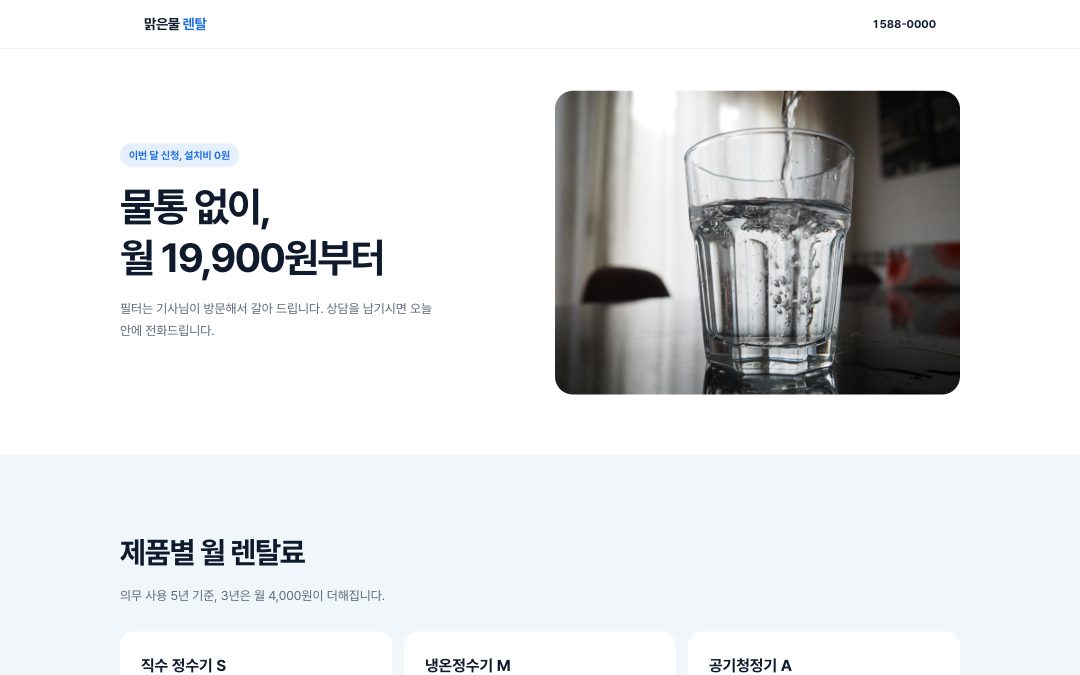 맑은물 렌탈
1588-0000
이번 달 신청, 설치비 0원
물통 없이,
월 19,900원부터
필터는 기사님이 방문해서 갈아 드립니다. 상담을 남기시면 오늘
안에 전화드립니다.
제품별 월 렌탈료
의무 사용 5년 기준, 3년은 월 4,000원이 더해집니다.
직수 정수기 S
냉온정수기 M
공기청정기 A